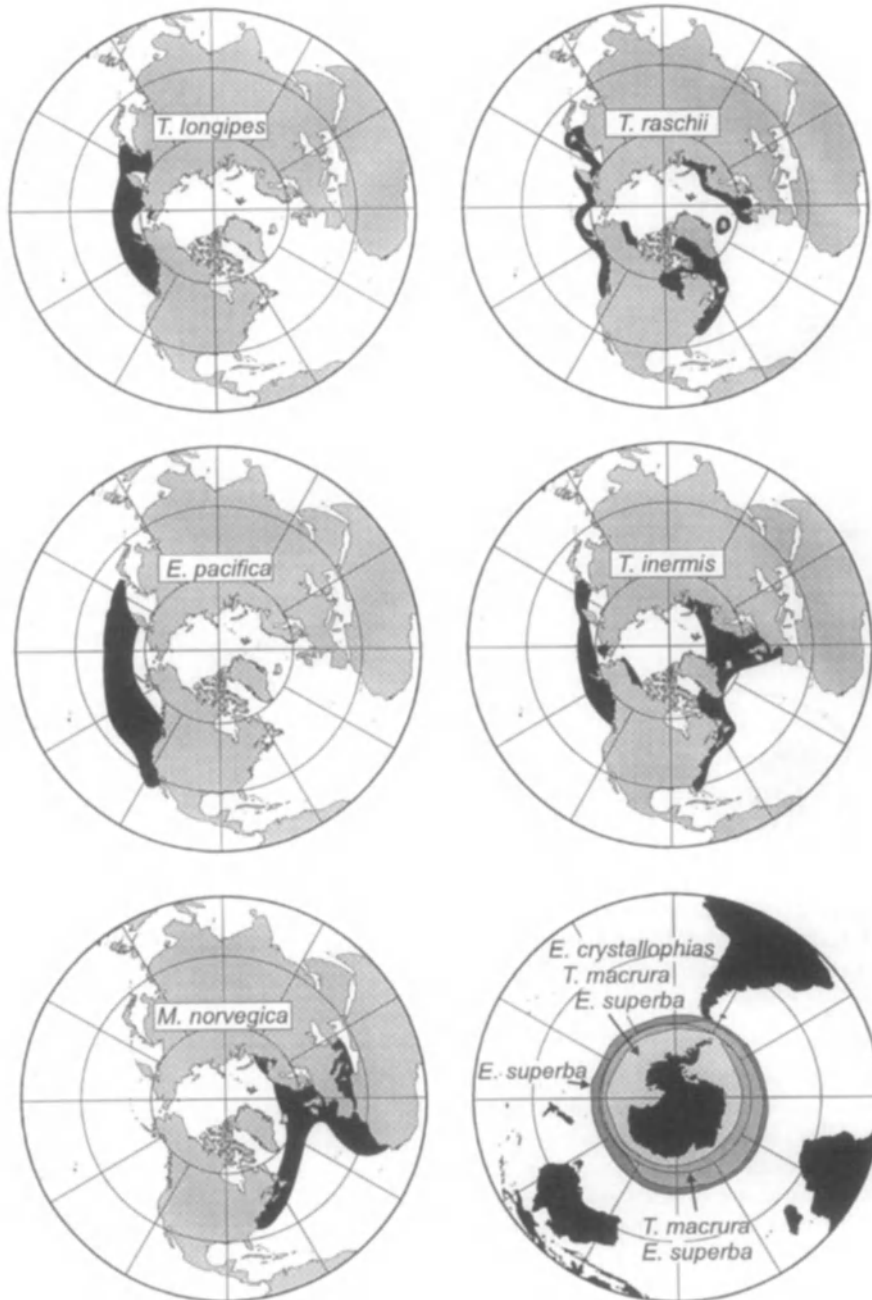 T. longipes
T. raschii
E. pacifica
T. inermis
M. norvegica
E. crystallophias
T. macrura
E. superba
E. superba
T. macrura
E. superba